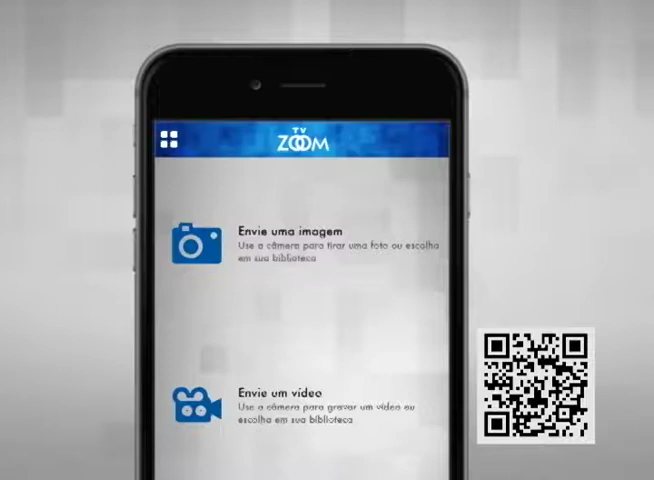 TV
ZOOM
Envie uma imagem
Use a câmera para tirar uma foto ou escolha
em sua biblioteca
Envie um vídeo
Use a câmera para gravar um vídeo ou
escolha em sua biblioteca